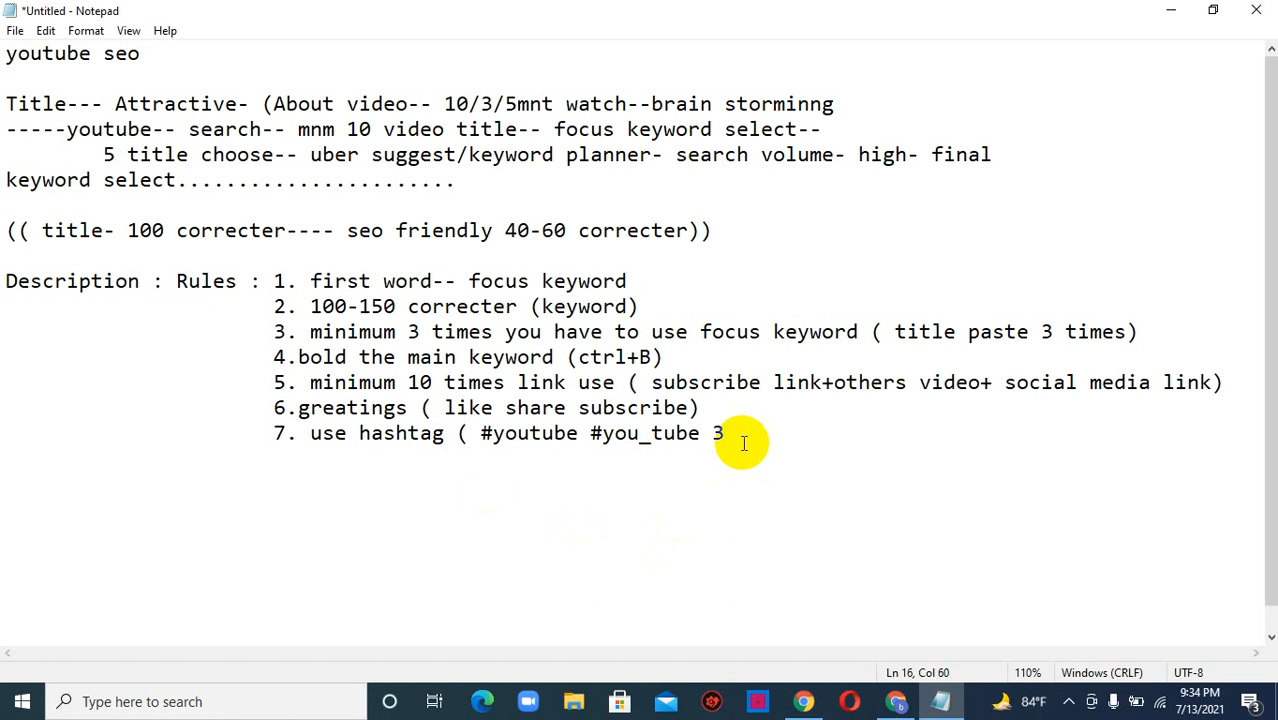 *Untitled - Notepad
File Edit Format View Help
youtube seo
Title--- Attractive- (About video-- 10/3/5mnt watch--brain storminng
-----youtube-- search-- mnm 10 video title-- focus keyword select--
5 title choose-- uber suggest/keyword planner- search volume- high- final
keyword select.......................
(( title- 100 correcter---- seo friendly 40-60 correcter))
Description : Rules : 1. first word-- focus keyword
2. 100-150 correcter (keyword)
3. minimum 3 times you have to use focus keyword ( title paste 3 times)
4.bold the main keyword (ctrl+B)
5. minimum 10 times link use ( subscribe link+others video+ social media link)
6.greatings ( like share subscribe)
7. use hashtag ( #youtube #you_tube 3
Ln 16, Col 60 110% Windows (CRLF) UTF-8
Type here to search 84°F 9:34 PM
7/13/2021 3